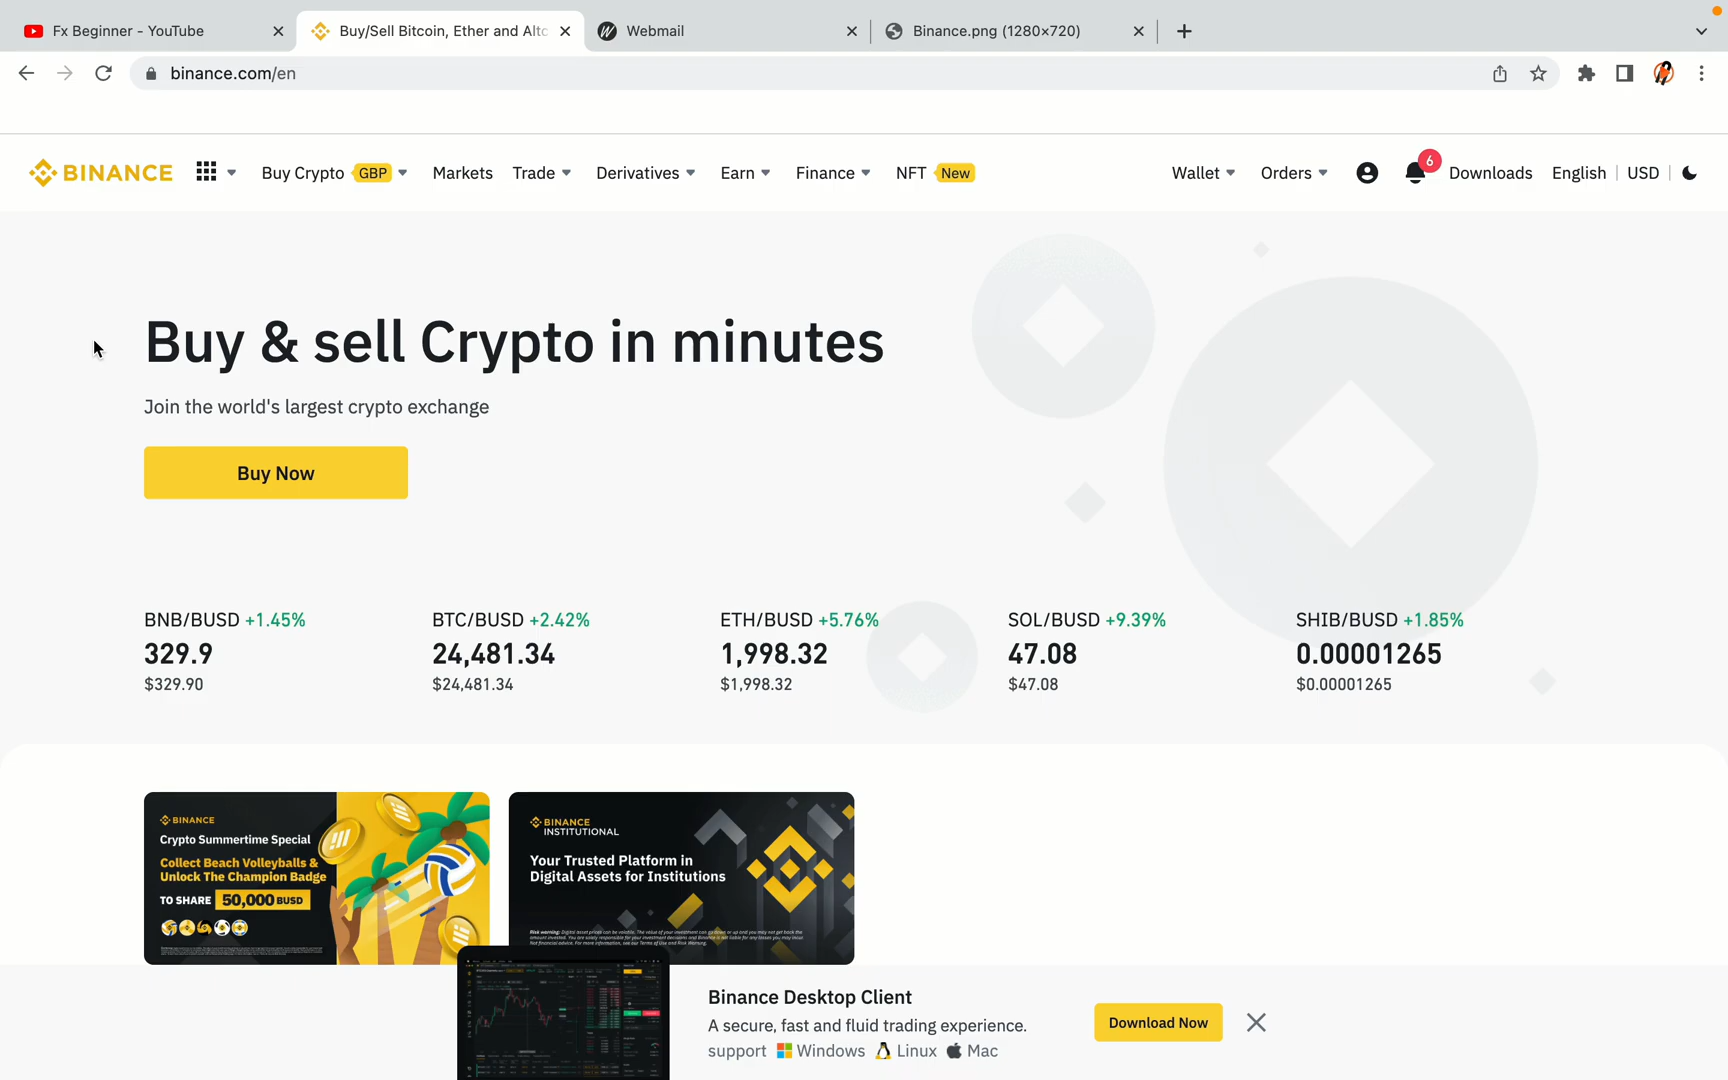 Fx Beginner - YouTube
Buy/Sell Bitcoin, Ether and Altc
Webmail
Binance.png (1280×720)
binance.com/en
BINANCE
Buy Crypto GBP
Markets
Trade
Derivatives
Earn
Finance
NFT New
Wallet
Orders
6
Downloads
English
USD
Buy & sell Crypto in minutes
Join the world's largest crypto exchange
Buy Now
BNB/BUSD +1.45%
329.9
$329.90
BTC/BUSD +2.42%
24,481.34
$24,481.34
ETH/BUSD +5.76%
1,998.32
$1,998.32
SOL/BUSD +9.39%
47.08
$47.08
SHIB/BUSD +1.85%
0.00001265
$0.00001265
BINANCE
Crypto Summertime Special
Collect Beach Volleyballs &
Unlock The Champion Badge
TO SHARE 50,000 BUSD
BINANCE
INSTITUTIONAL
Your Trusted Platform in
Digital Assets for Institutions
Binance Desktop Client
A secure, fast and fluid trading experience.
support Windows Linux Mac
Download Now